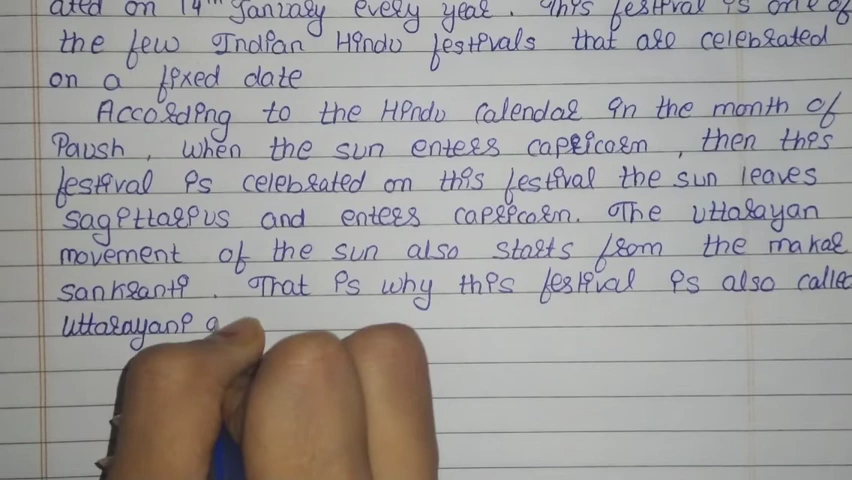 ated on 14th January every year. This festival is one of
the few Indian Hindu festivals that are celebrated
on a fixed date
According to the Hindu Calendar in the month of
Paush, when the sun enters capricorn, then this
festival is celebrated on this festival the sun leaves
sagittarius and enters capricorn. The Uttarayan
movement of the sun also starts from the makar
sankranti. That is why this festival is also called
Uttarayani